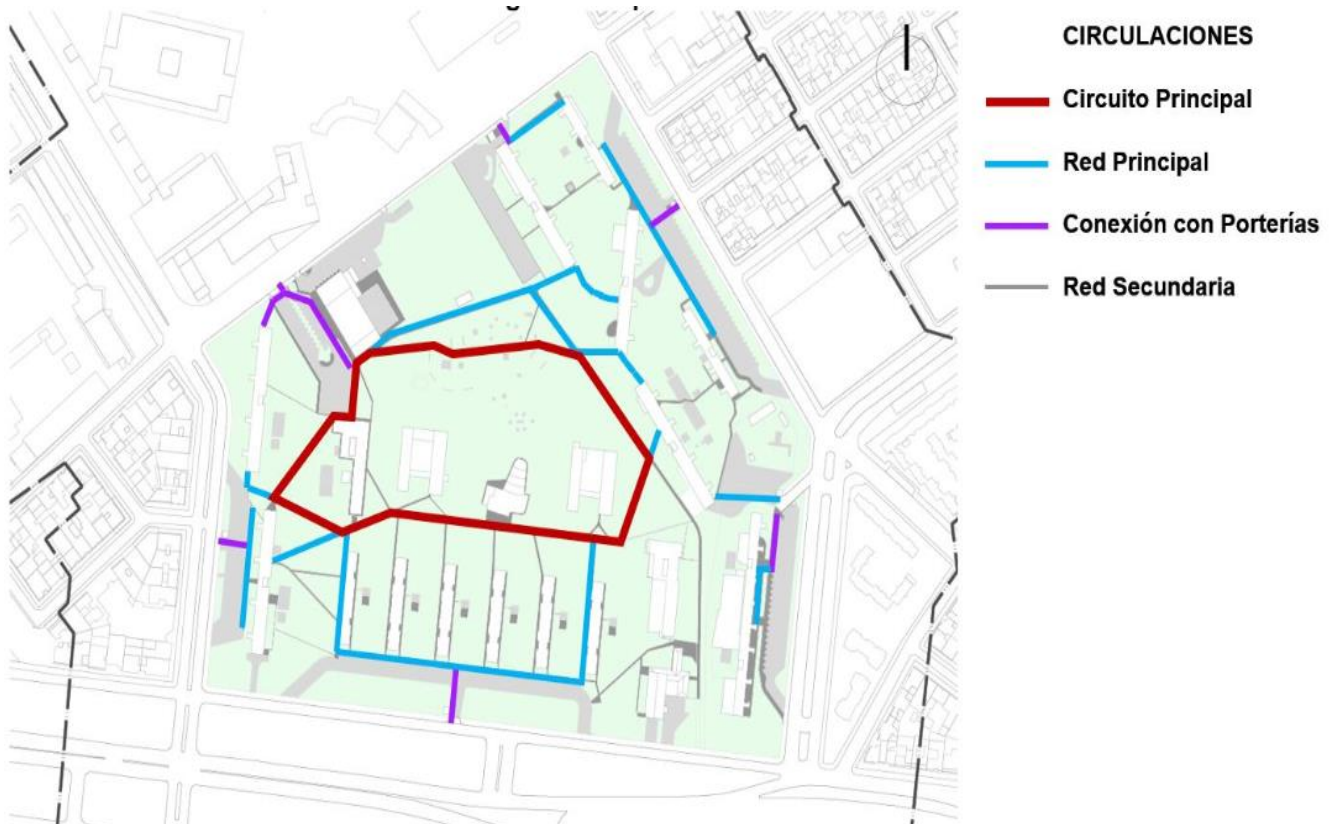 CIRCULACIONES
Circuito Principal
Red Principal
Conexión con Porterías
Red Secundaria